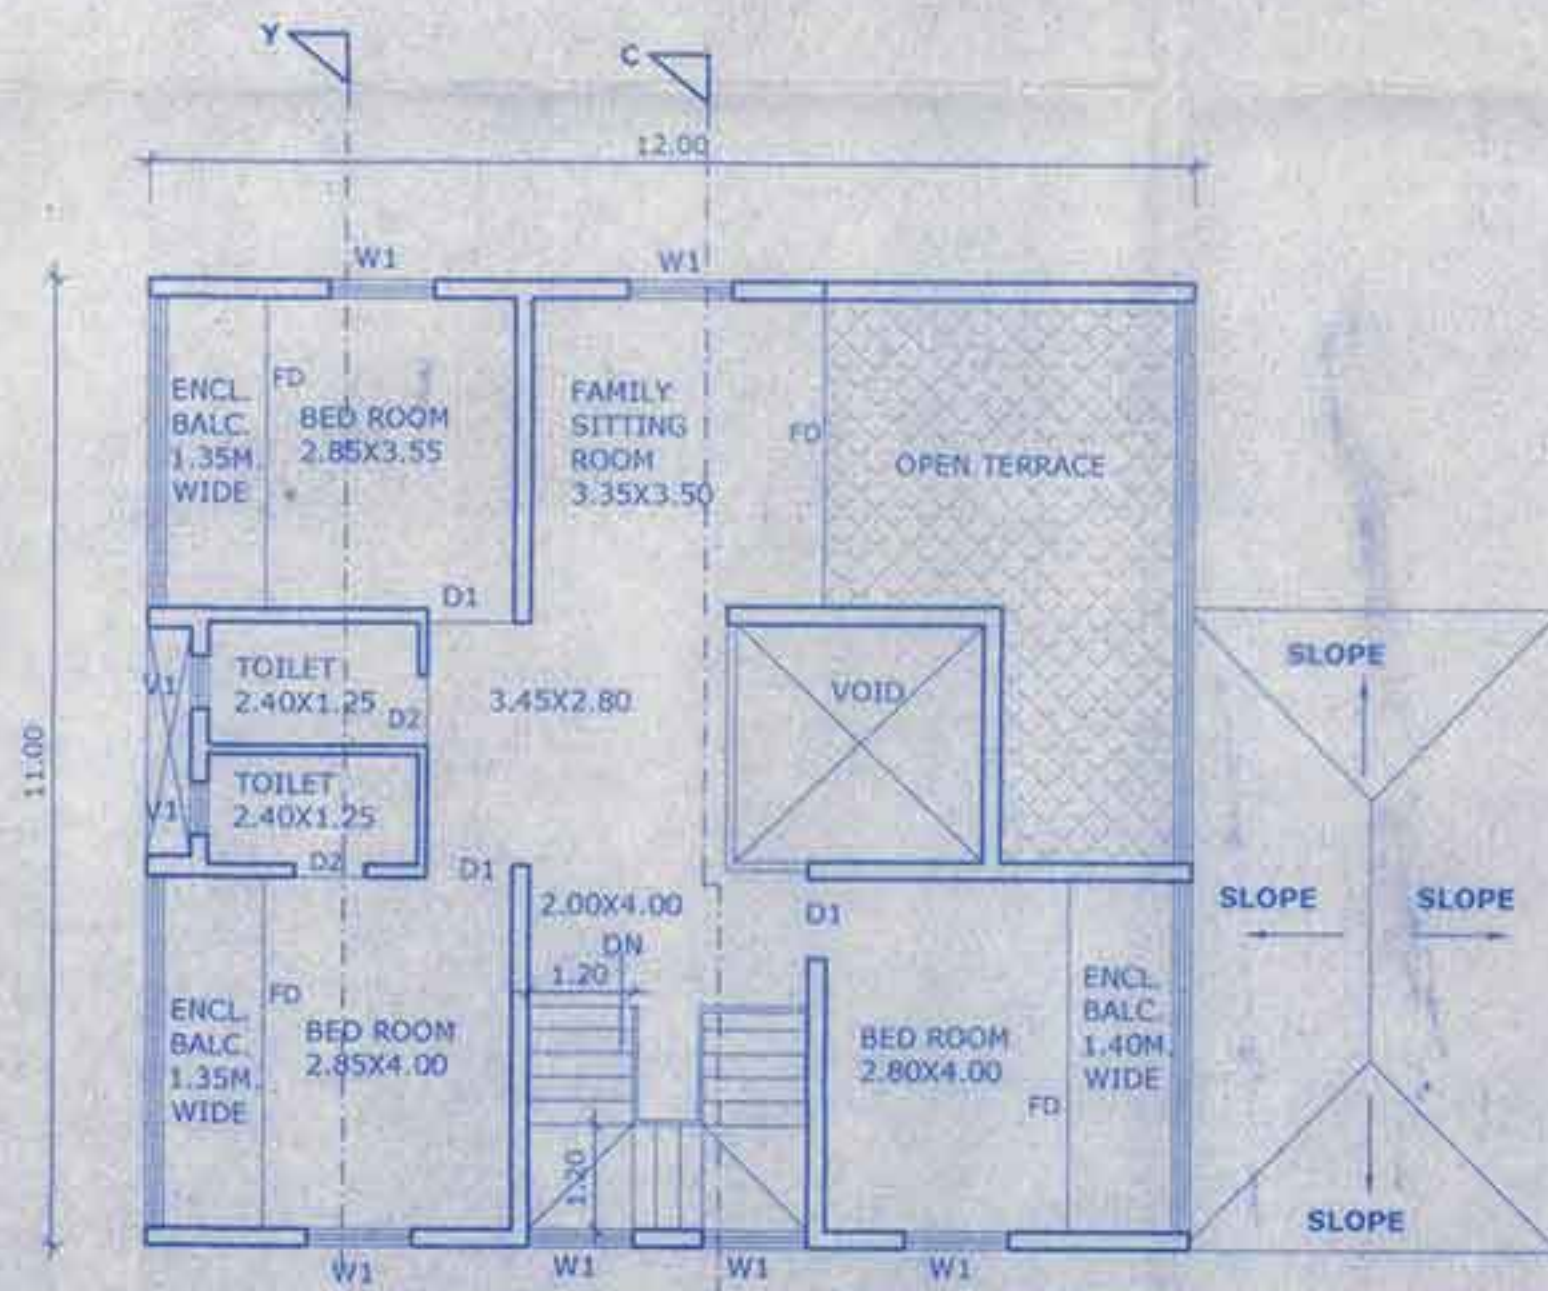 Y
C
12.00
W1
W1
ENCL.
BALC.
1.35M.
WIDE
FD
BED ROOM
2.85X3.55
FAMILY
SITTING
ROOM
3.35X3.50
FD
OPEN TERRACE
D1
TOILET
2.40X1.25
V1
D2
3.45X2.80
VOID
SLOPE
11.00
TOILET
2.40X1.25
V1
D2
D1
2.00X4.00
D1
SLOPE
SLOPE
DN
1.20
ENCL.
BALC.
1.35M.
WIDE
FD
BED ROOM
2.85X4.00
1.20
BED ROOM
2.80X4.00
FD
ENCL.
BALC.
1.40M.
WIDE
SLOPE
W1
W1
W1
W1